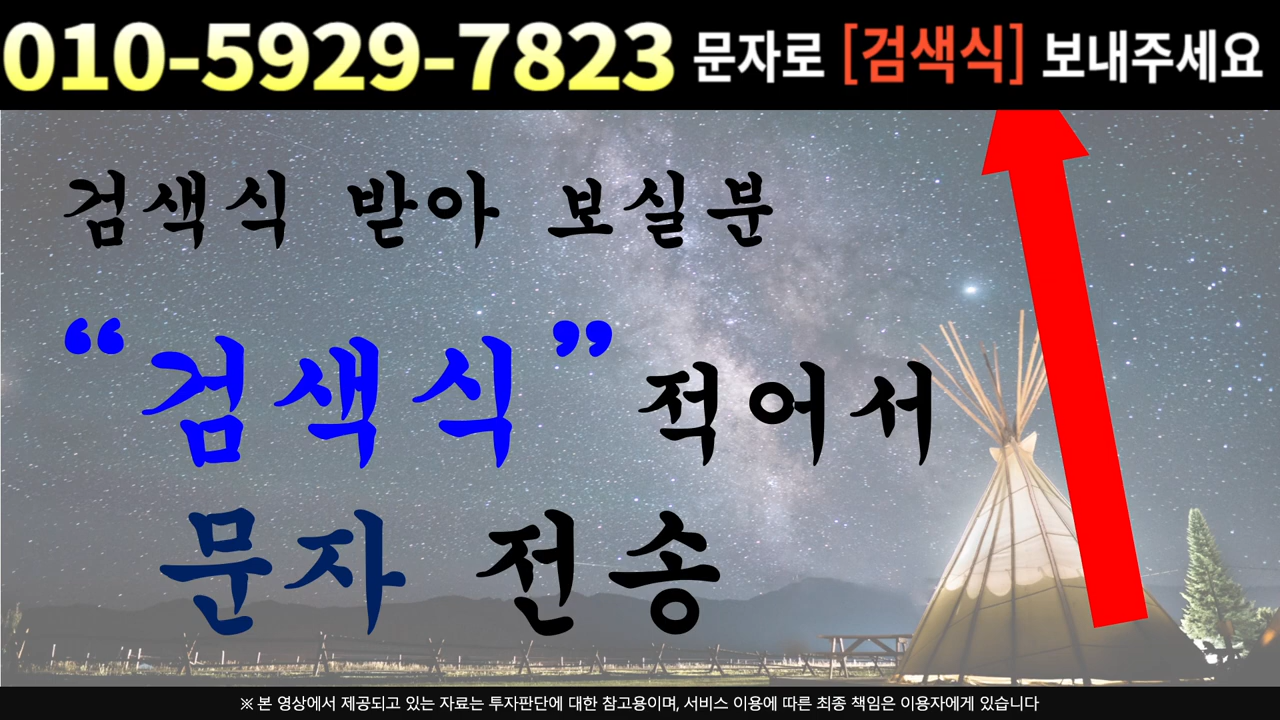 010-5929-7823 문자로 [검색식] 보내주세요
검색식 받아 보실분
“검색식” 적어서
문자 전송
※ 본 영상에서 제공되고 있는 자료는 투자판단에 대한 참고용이며, 서비스 이용에 따른 최종 책임은 이용자에게 있습니다